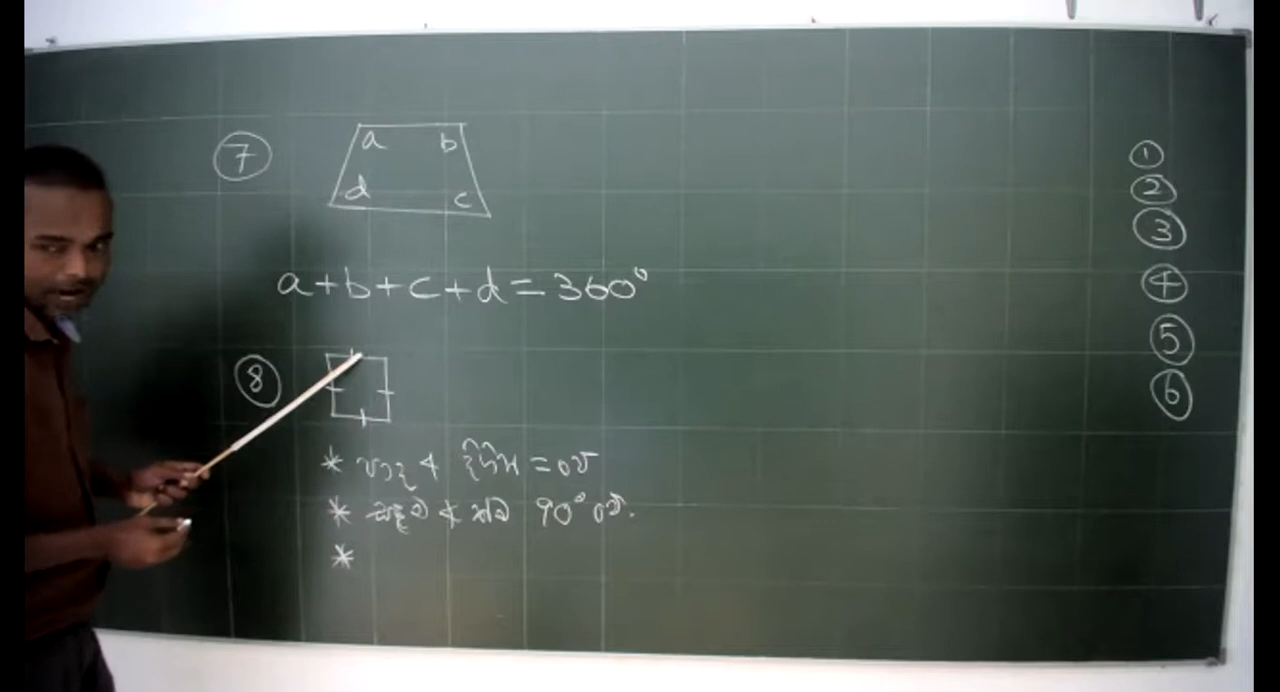 7
a b
d c
a+b+c+d=360°
8
* පාද 4 දිගින් = වේ
* සෑම 4 ම 90° වේ.
*
1
2
3
4
5
6